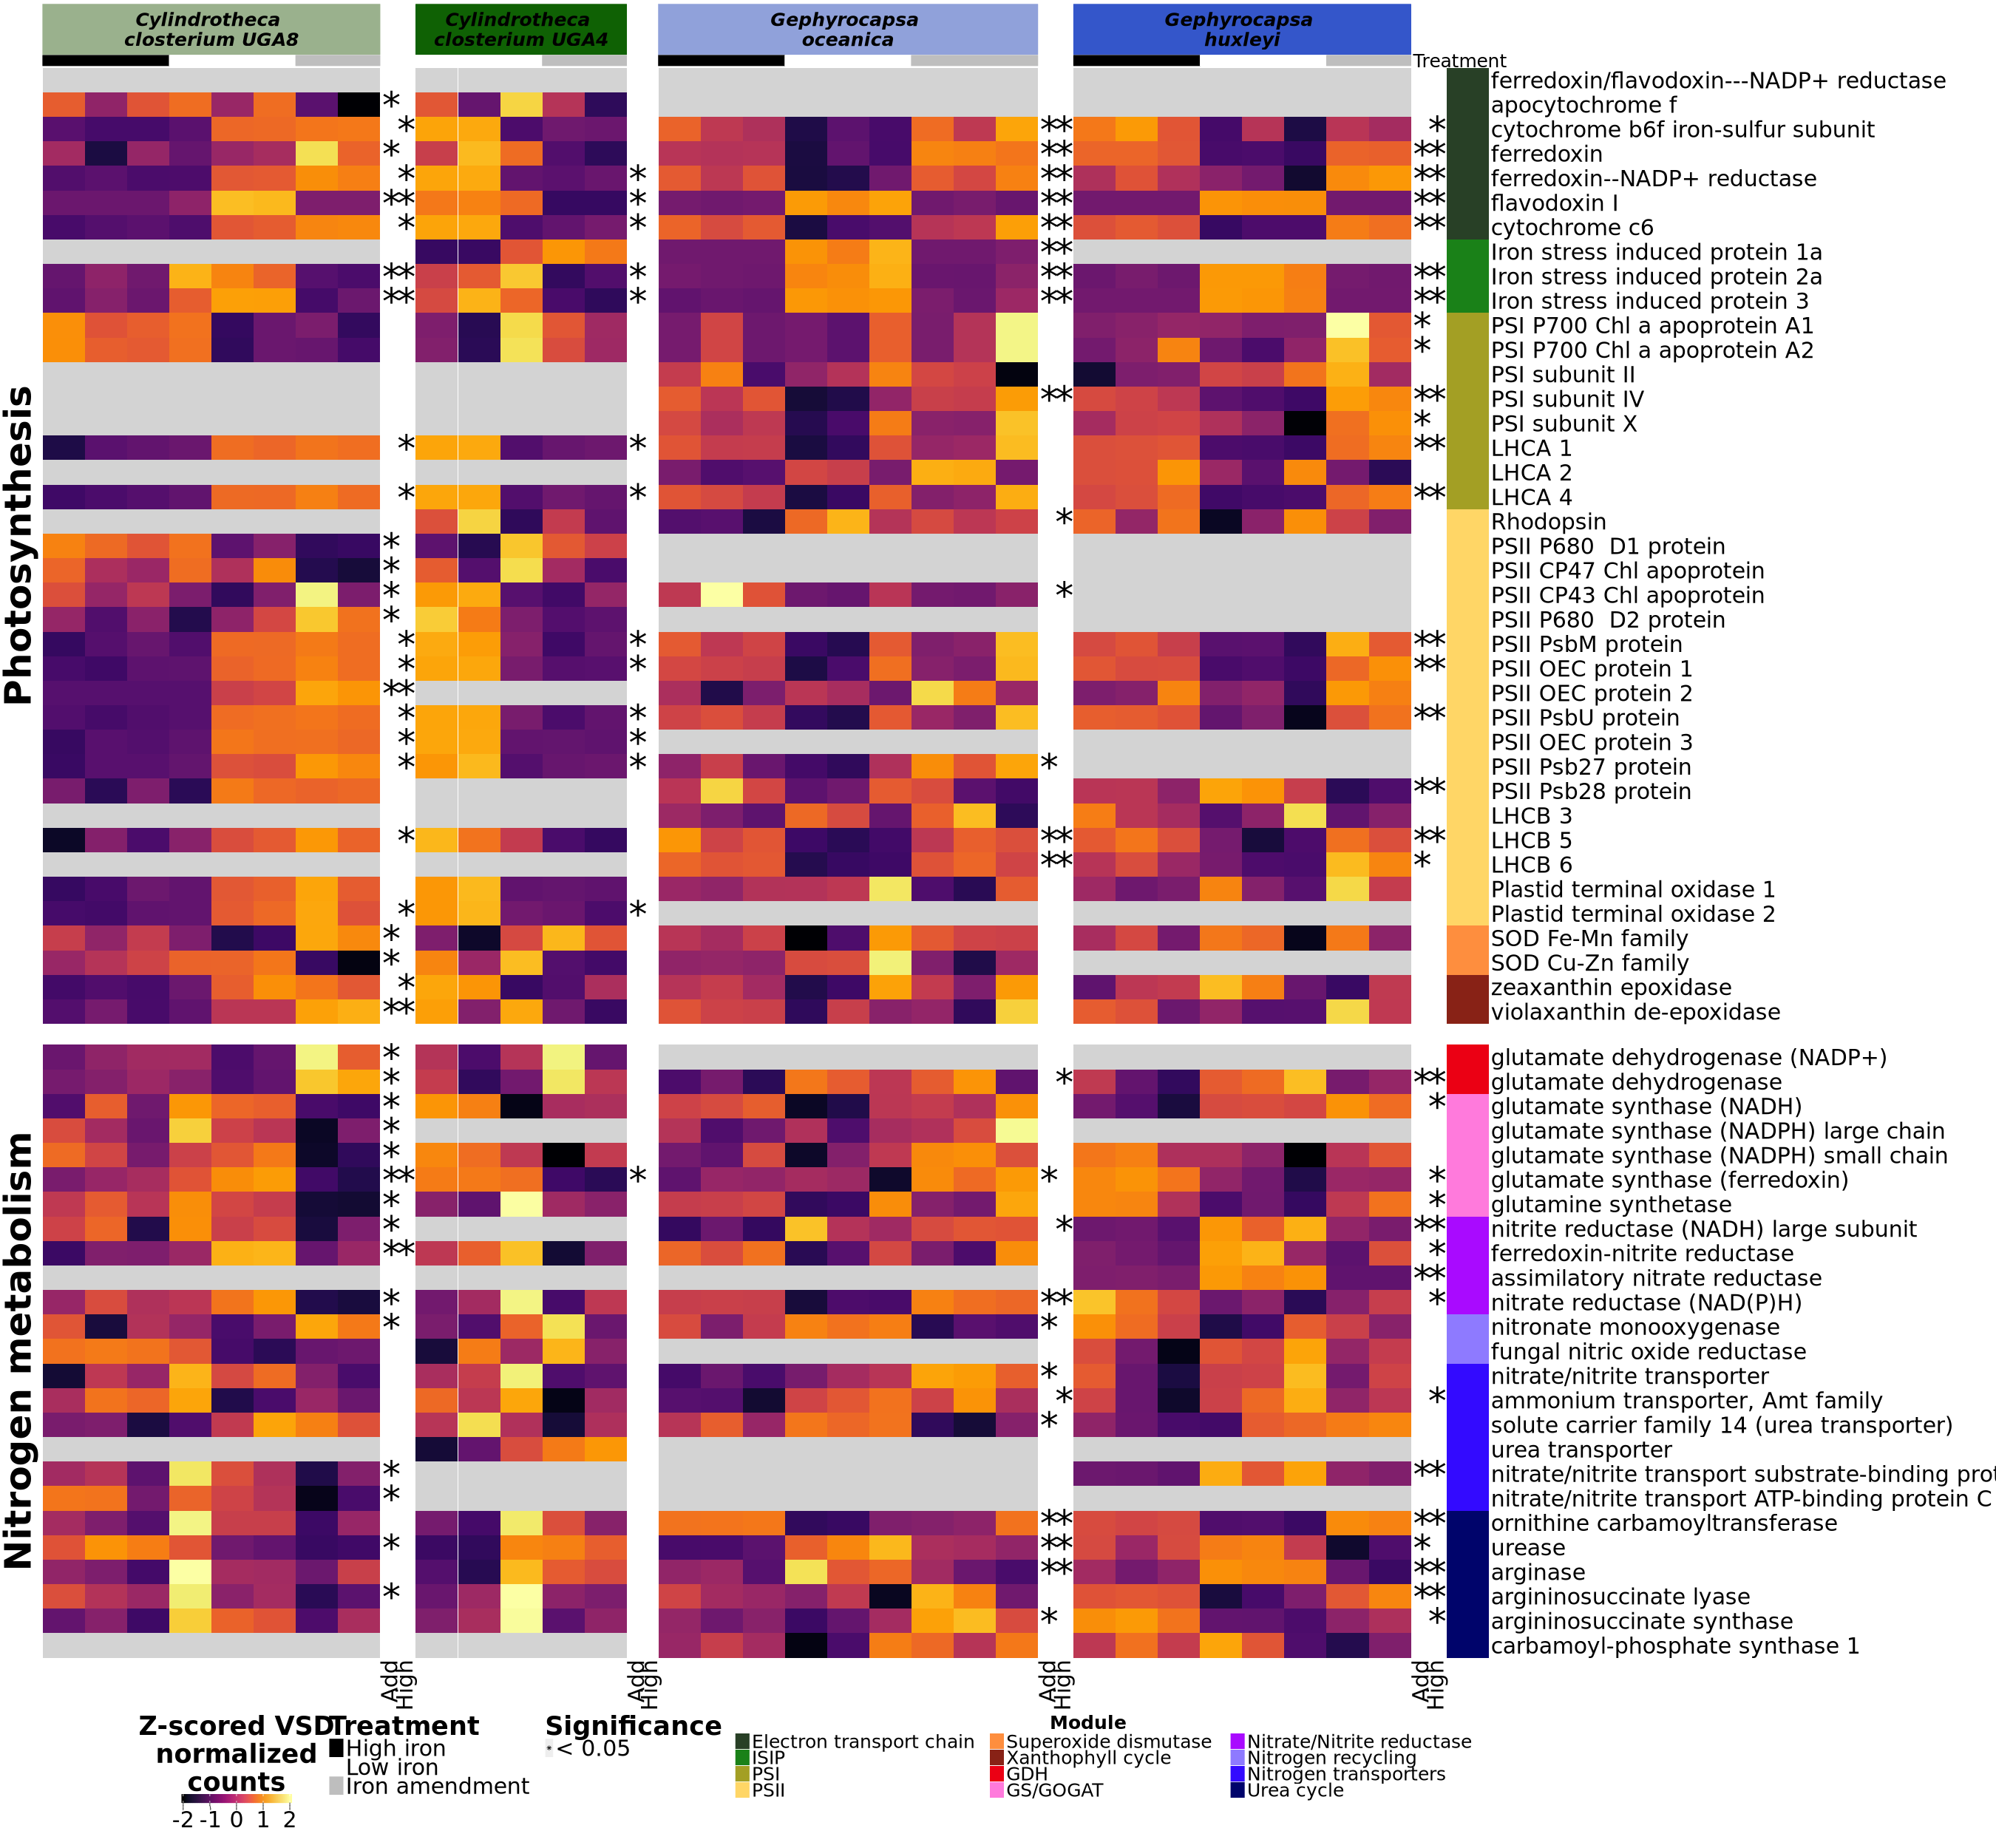 Cylindrotheca
closterium UGA8
Cylindrotheca
closterium UGA4
Gephyrocapsa
oceanica
Gephyrocapsa
huxleyi
Treatment
Photosynthesis
ferredoxin/flavodoxin---NADP+ reductase
apocytochrome f
cytochrome b6f iron-sulfur subunit
ferredoxin
ferredoxin--NADP+ reductase
flavodoxin I
cytochrome c6
Iron stress induced protein 1a
Iron stress induced protein 2a
Iron stress induced protein 3
PSI P700 Chl a apoprotein A1
PSI P700 Chl a apoprotein A2
PSI subunit II
PSI subunit IV
PSI subunit X
LHCA 1
LHCA 2
LHCA 4
Rhodopsin
PSII P680  D1 protein
PSII CP47 Chl apoprotein
PSII CP43 Chl apoprotein
PSII P680  D2 protein
PSII PsbM protein
PSII OEC protein 1
PSII OEC protein 2
PSII PsbU protein
PSII OEC protein 3
PSII Psb27 protein
PSII Psb28 protein
LHCB 3
LHCB 5
LHCB 6
Plastid terminal oxidase 1
Plastid terminal oxidase 2
SOD Fe-Mn family
SOD Cu-Zn family
zeaxanthin epoxidase
violaxanthin de-epoxidase
Nitrogen metabolism
glutamate dehydrogenase (NADP+)
glutamate dehydrogenase
glutamate synthase (NADH)
glutamate synthase (NADPH) large chain
glutamate synthase (NADPH) small chain
glutamate synthase (ferredoxin)
glutamine synthetase
nitrite reductase (NADH) large subunit
ferredoxin-nitrite reductase
assimilatory nitrate reductase
nitrate reductase (NAD(P)H)
nitronate monooxygenase
fungal nitric oxide reductase
nitrate/nitrite transporter
ammonium transporter, Amt family
solute carrier family 14 (urea transporter)
urea transporter
nitrate/nitrite transport substrate-binding prot
nitrate/nitrite transport ATP-binding protein C
ornithine carbamoyltransferase
urease
arginase
argininosuccinate lyase
argininosuccinate synthase
carbamoyl-phosphate synthase 1
Add
High
Add
High
Add
High
Add
High
Z-scored VSD
normalized
counts
-2 -1 0 1 2
Treatment
High iron
Low iron
Iron amendment
Significance
* < 0.05
Module
Electron transport chain
ISIP
PSI
PSII
Superoxide dismutase
Xanthophyll cycle
GDH
GS/GOGAT
Nitrate/Nitrite reductase
Nitrogen recycling
Nitrogen transporters
Urea cycle